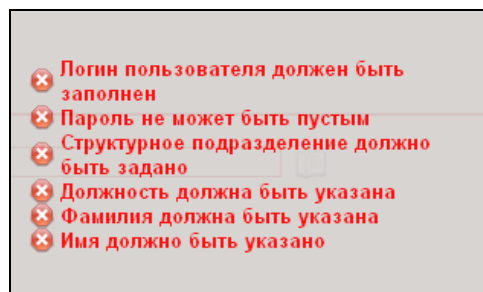 Логин пользователя должен быть
заполнен
Пароль не может быть пустым
Структурное подразделение должно
быть задано
Должность должна быть указана
Фамилия должна быть указана
Имя должно быть указано